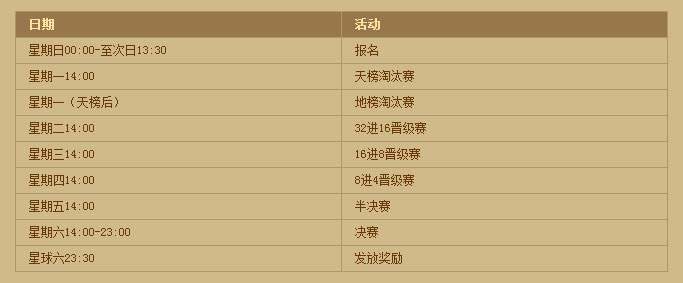 日期 活动
星期日00:00-至次日13:30 报名
星期一14:00 天榜淘汰赛
星期一（天榜后） 地榜淘汰赛
星期二14:00 32进16晋级赛
星期三14:00 16进8晋级赛
星期四14:00 8进4晋级赛
星期五14:00 半决赛
星期六14:00-23:00 决赛
星球六23:30 发放奖励